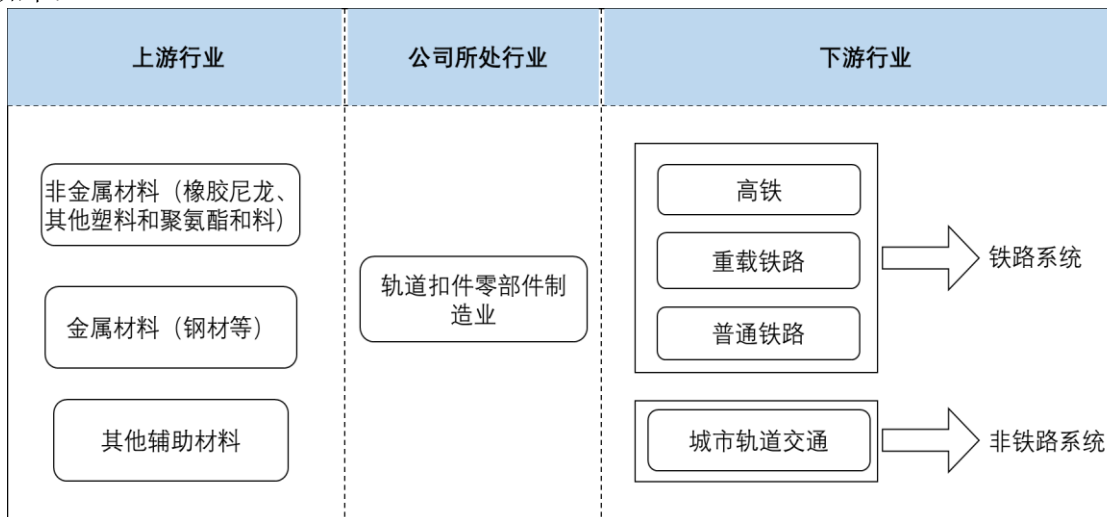 上游行业
公司所处行业
下游行业
非金属材料（橡胶尼龙、
其他塑料和聚氨酯和料）
金属材料（钢材等）
其他辅助材料
轨道扣件零部件制
造业
高铁
重载铁路
普通铁路
铁路系统
城市轨道交通
非铁路系统